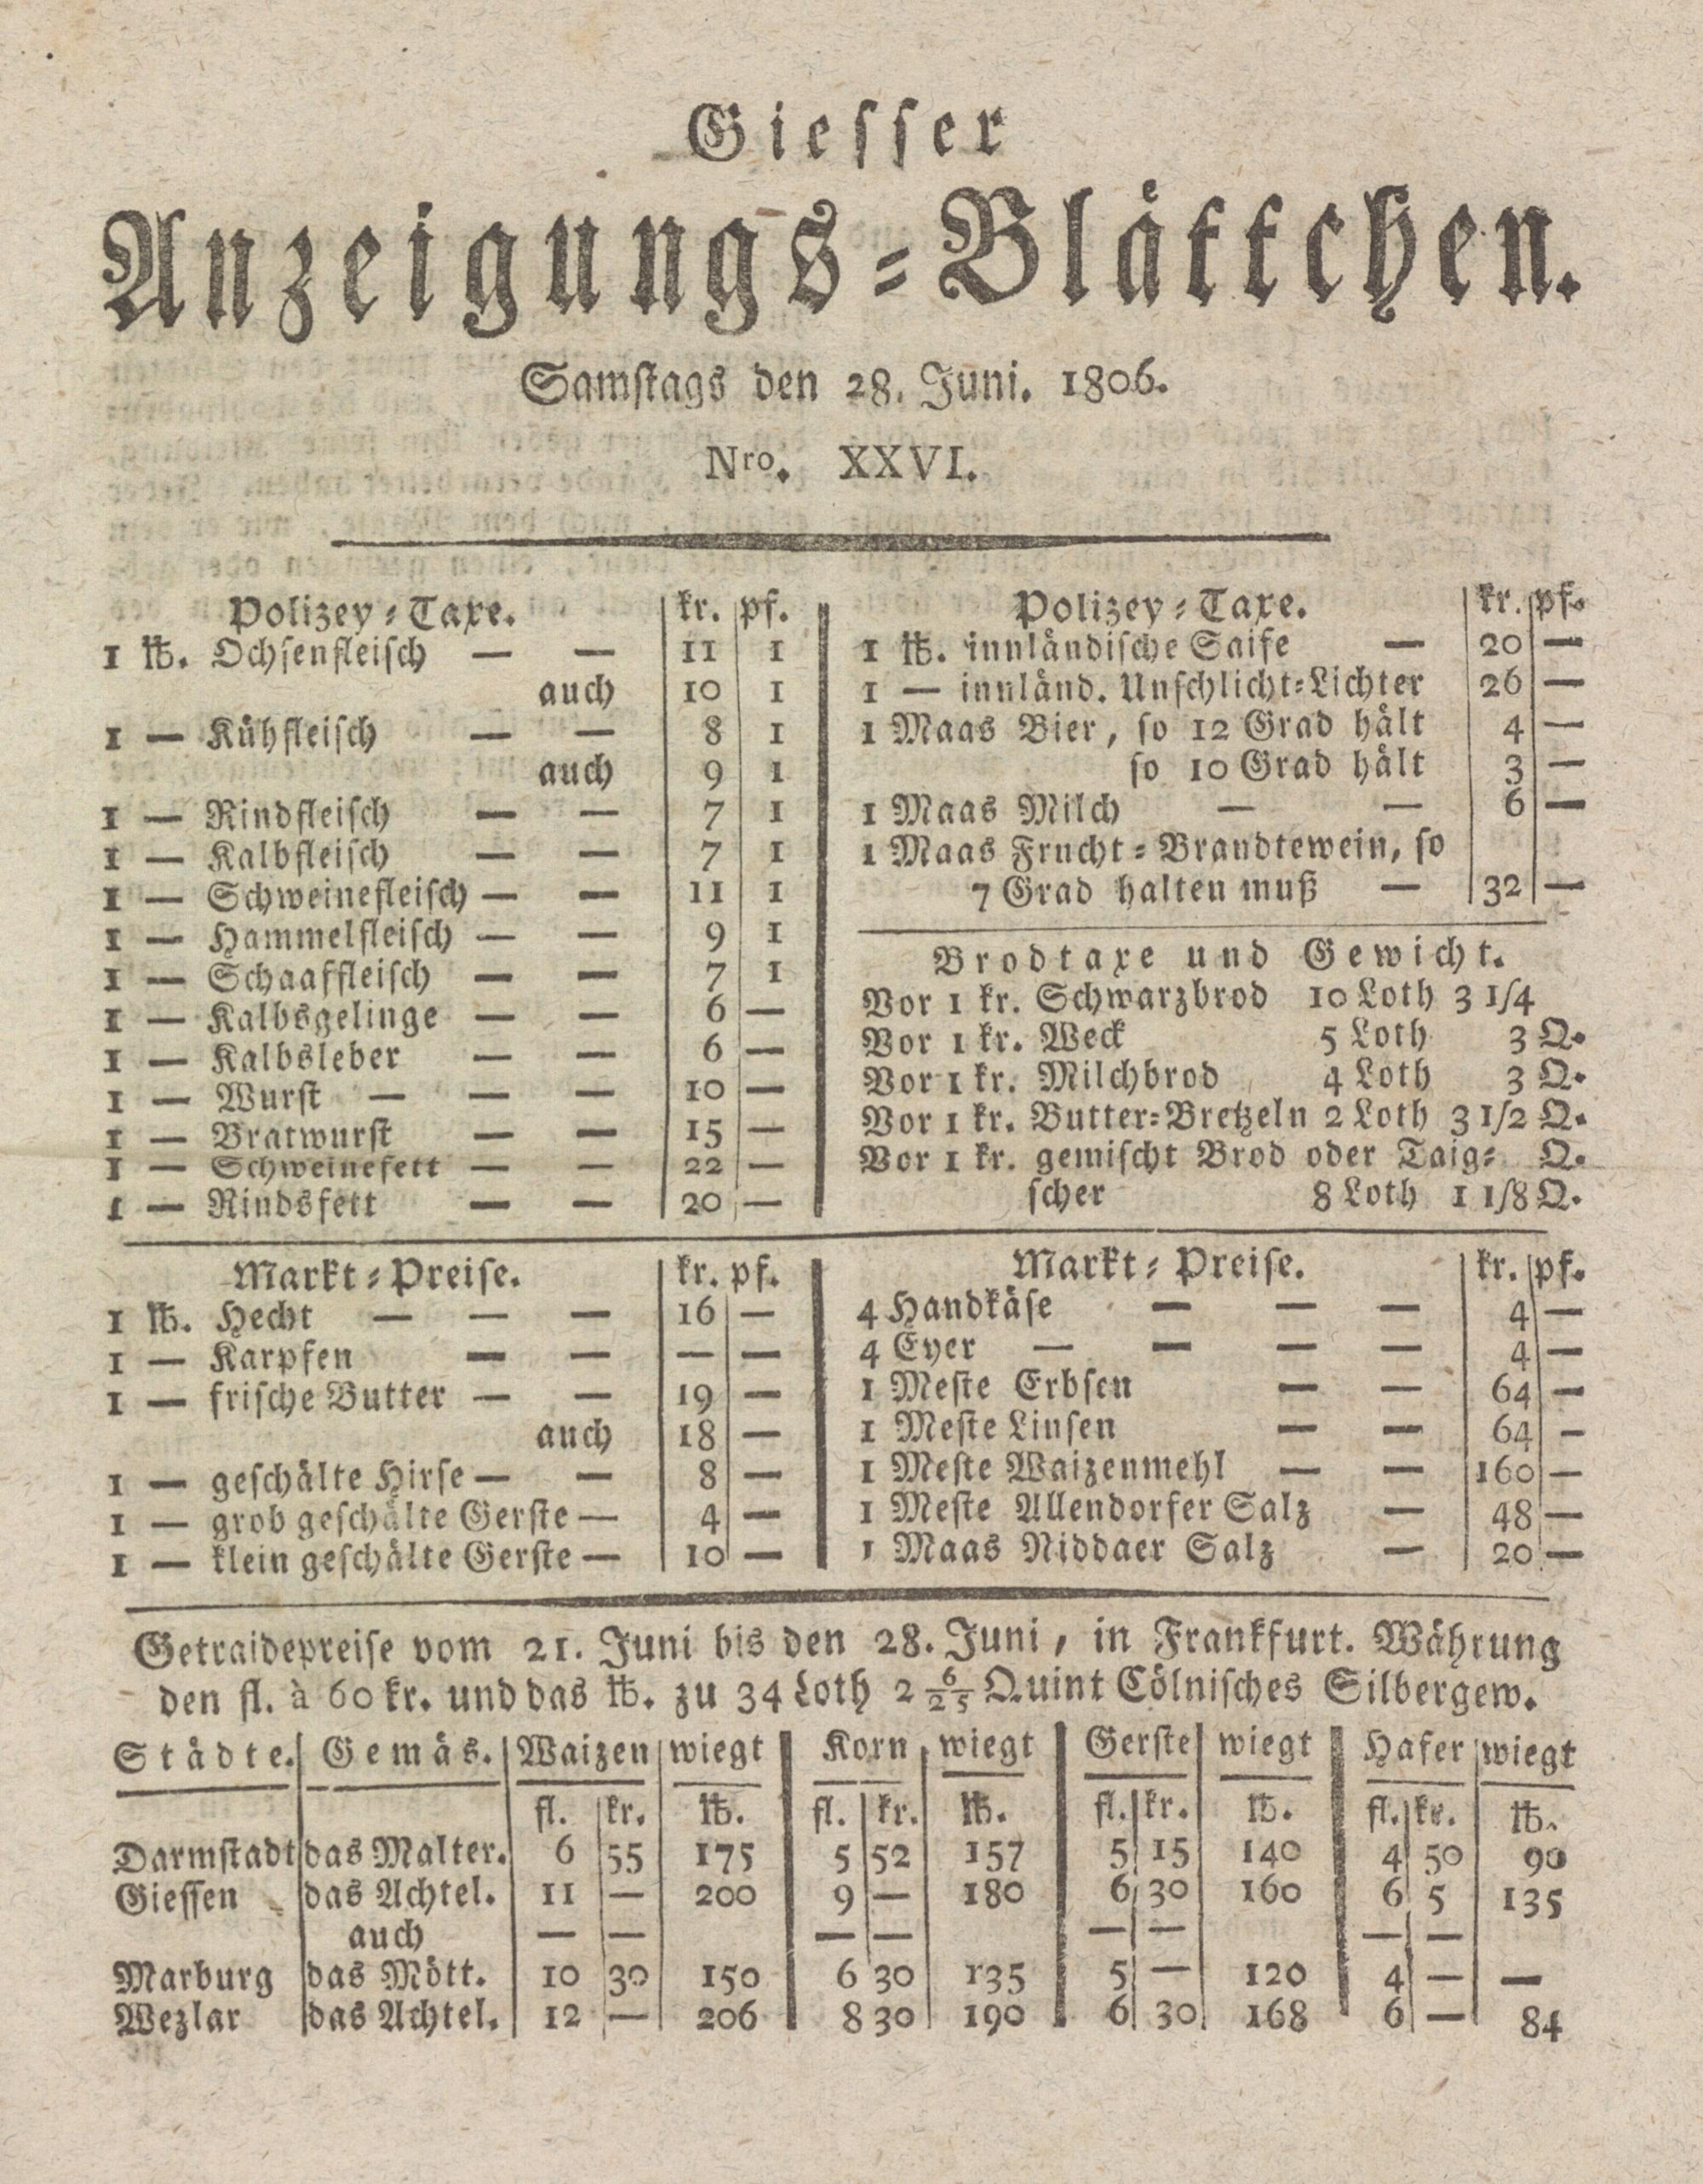 Giesser
Anzeigungs-Blättchen.
Samstags den 28. Juni. 1806.
Nro. XXVI.
Polizey-Taxe. kr. pf.
1 ℔. Ochsenfleisch — — 11 1
auch 10 1
1 — Kühfleisch — — 8 1
auch 9 1
1 — Rindfleisch — — 7 1
1 — Kalbfleisch — — 7 1
1 — Schweinefleisch — — 11 1
1 — Hammelfleisch — — 9 1
1 — Schaaffleisch — — 7 1
1 — Kalbsgelinge — — 6 —
1 — Kalbsleber — — 6 —
1 — Wurst — — — 10 —
1 — Bratwurst — — 15 —
1 — Schweinefett — — 22 —
1 — Rindsfett — — 20 —
Polizey-Taxe. kr. pf.
1 ℔. innländische Saife — 20 —
1 — innländ. Unschlicht-Lichter 26 —
1 Maas Bier, so 12 Grad hält 4 —
so 10 Grad hält 3 —
1 Maas Milch — — 6 —
1 Maas Frucht-Brandtewein, so
7 Grad halten muß — 32 —
Brodtaxe und Gewicht.
Vor 1 kr. Schwarzbrod 10 Loth 3 1/4
Vor 1 kr. Weck 5 Loth 3 Q.
Vor 1 kr. Milchbrod 4 Loth 3 Q.
Vor 1 kr. Butter-Bretzeln 2 Loth 3 1/2 Q.
Vor 1 kr. gemischt Brod oder Taig- Q.
scher 8 Loth 1 1/8 Q.
Markt-Preise. kr. pf.
1 ℔. Hecht — — — 16 —
1 — Karpfen — — — —
1 — frische Butter — — 19 —
auch 18 —
1 — geschälte Hirse — — 8 —
1 — grob geschälte Gerste — 4 —
1 — klein geschälte Gerste — 10 —
Markt-Preise. kr. pf.
4 Handkäse — — — 4 —
4 Eyer — — — — 4 —
1 Meste Erbsen — — 64 —
1 Meste Linsen — — 64 —
1 Meste Waizenmehl — — 160 —
1 Meste Allendorfer Salz — 48 —
1 Maas Niddaer Salz — 20 —
Getraidepreise vom 21. Juni bis den 28. Juni, in Frankfurt. Währung
den fl. à 60 kr. und das ℔. zu 34 Loth 2 6/25 Quint Cölnisches Silbergew.
Städte. Gemäs. Waizen wiegt Korn wiegt Gerste wiegt Hafer wiegt
fl. kr. ℔. fl. kr. ℔. fl. kr. ℔. fl. kr. ℔.
Darmstadt das Malter. 6 55 175 5 52 157 5 15 140 4 50 90
Giessen das Achtel. 11 — 200 9 — 180 6 30 160 6 5 135
auch — — — — — — — —
Marburg das Mött. 10 30 150 6 30 135 5 — 120 4 — —
Wezlar das Achtel. 12 — 206 8 30 190 6 30 168 6 — 84